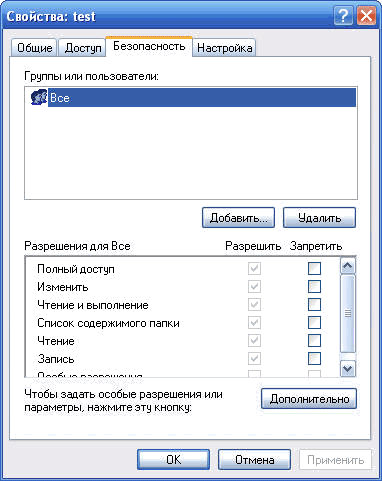 Свойства: test
Общие Доступ Безопасность Настройка
Группы или пользователи:
Все
Добавить... Удалить
Разрешения для Все Разрешить Запретить
Полный доступ
Изменить
Чтение и выполнение
Список содержимого папки
Чтение
Запись
Особые разрешения
Чтобы задать особые разрешения или
параметры, нажмите эту кнопку:
Дополнительно
OK Отмена Применить